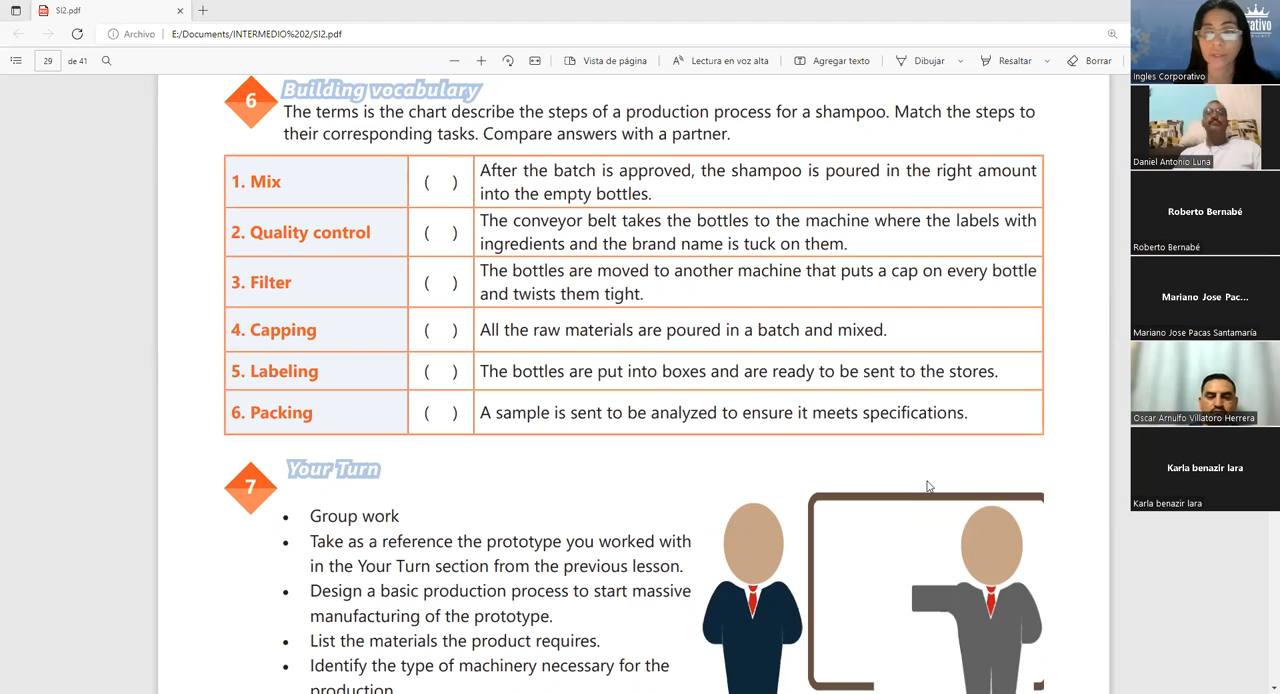 SI2.pdf
Archivo
E:/Documents/INTERMEDIO%202/SI2.pdf
29
de 41
Vista de página
Lectura en voz alta
Agregar texto
Dibujar
Resaltar
Borrar
6
Building vocabulary
The terms is the chart describe the steps of a production process for a shampoo. Match the steps to
their corresponding tasks. Compare answers with a partner.
1. Mix
( )
After the batch is approved, the shampoo is poured in the right amount
into the empty bottles.
2. Quality control
( )
The conveyor belt takes the bottles to the machine where the labels with
ingredients and the brand name is tuck on them.
3. Filter
( )
The bottles are moved to another machine that puts a cap on every bottle
and twists them tight.
4. Capping
( )
All the raw materials are poured in a batch and mixed.
5. Labeling
( )
The bottles are put into boxes and are ready to be sent to the stores.
6. Packing
( )
A sample is sent to be analyzed to ensure it meets specifications.
7
Your Turn
• Group work
• Take as a reference the prototype you worked with
in the Your Turn section from the previous lesson.
• Design a basic production process to start massive
manufacturing of the prototype.
• List the materials the product requires.
• Identify the type of machinery necessary for the
production
Ingles Corporativo
Daniel Antonio Luna
Roberto Bernabé
Roberto Bernabé
Mariano Jose Pac...
Mariano Jose Pacas Santamaría
Oscar Arnulfo Villatoro Herrera
Karla benazir lara
Karla benazir lara